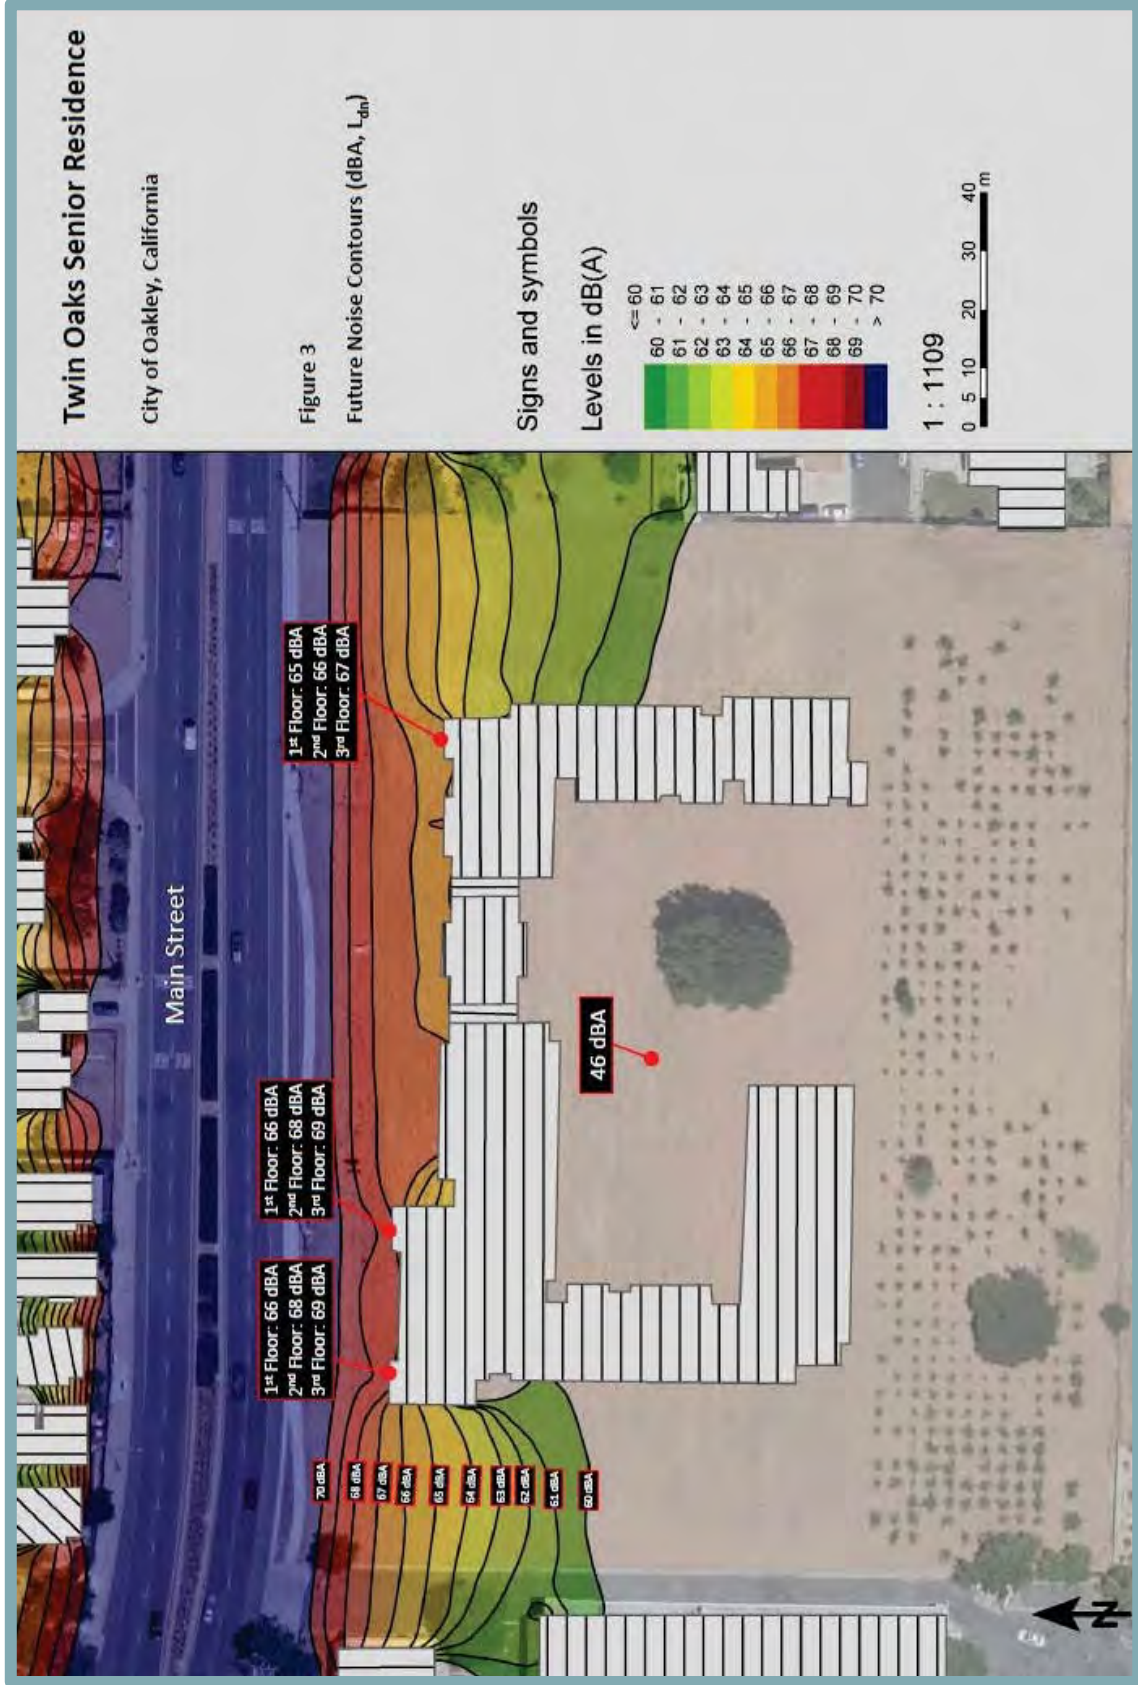 Twin Oaks Senior Residence
City of Oakley, California
Figure 3
Future Noise Contours (dBA, Ldn)
Signs and symbols
Levels in dB(A)
<= 60
60 - 61
61 - 62
62 - 63
63 - 64
64 - 65
65 - 66
66 - 67
67 - 68
68 - 69
69 - 70
> 70
1 : 1109
0 5 10 20 30 40
m
Main Street
1st Floor: 66 dBA
2nd Floor: 68 dBA
3rd Floor: 69 dBA
1st Floor: 66 dBA
2nd Floor: 68 dBA
3rd Floor: 69 dBA
1st Floor: 65 dBA
2nd Floor: 66 dBA
3rd Floor: 67 dBA
46 dBA
70 dBA
68 dBA
67 dBA
66 dBA
65 dBA
64 dBA
63 dBA
62 dBA
61 dBA
60 dBA
N